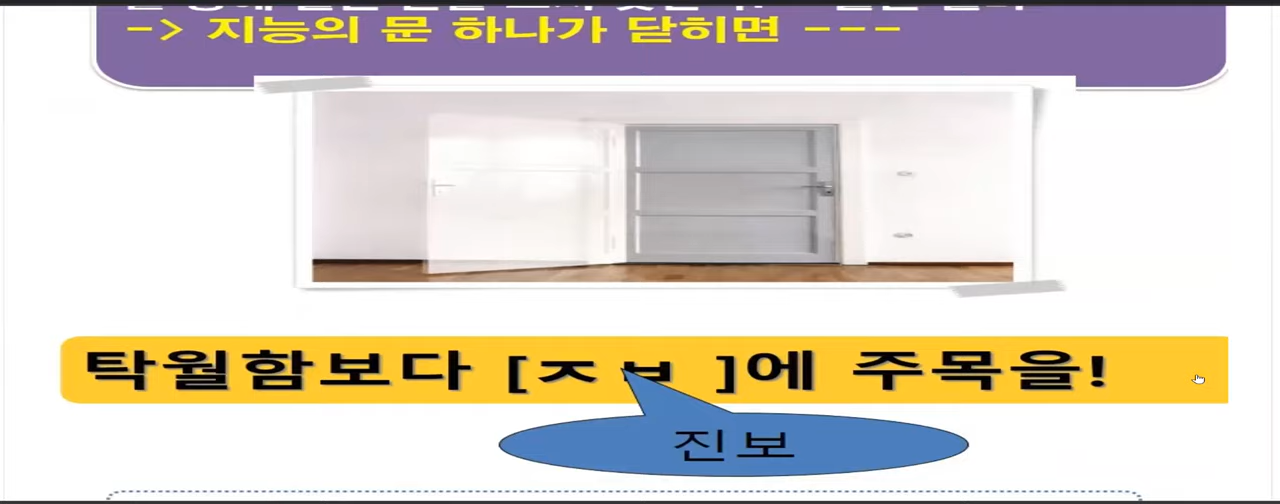 -> 지능의 문 하나가 닫히면 ---
탁월함보다 [ㅈㅂ ]에 주목을!
진보